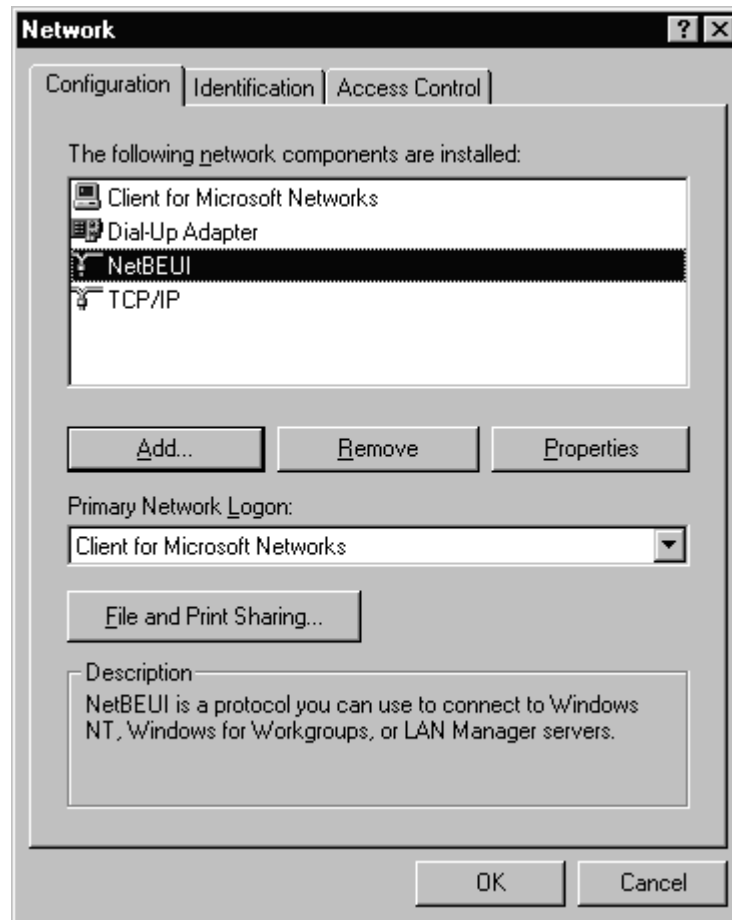 Network
Configuration Identification Access Control
The following network components are installed:
Client for Microsoft Networks
Dial-Up Adapter
NetBEUI
TCP/IP
Add... Remove Properties
Primary Network Logon:
Client for Microsoft Networks
File and Print Sharing...
Description
NetBEUI is a protocol you can use to connect to Windows
NT, Windows for Workgroups, or LAN Manager servers.
OK Cancel